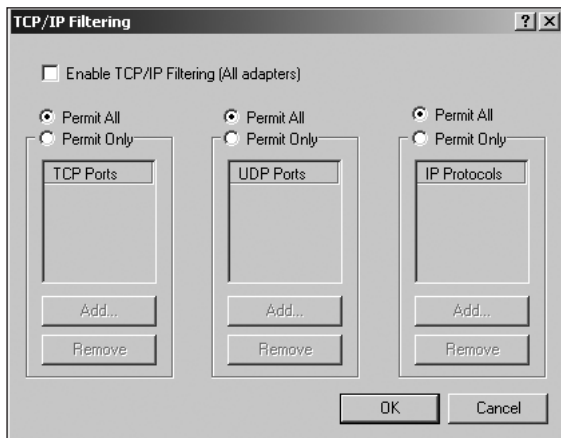 TCP/IP Filtering
Enable TCP/IP Filtering (All adapters)
Permit All
Permit Only
TCP Ports
Add...
Remove
Permit All
Permit Only
UDP Ports
Add...
Remove
Permit All
Permit Only
IP Protocols
Add...
Remove
OK
Cancel